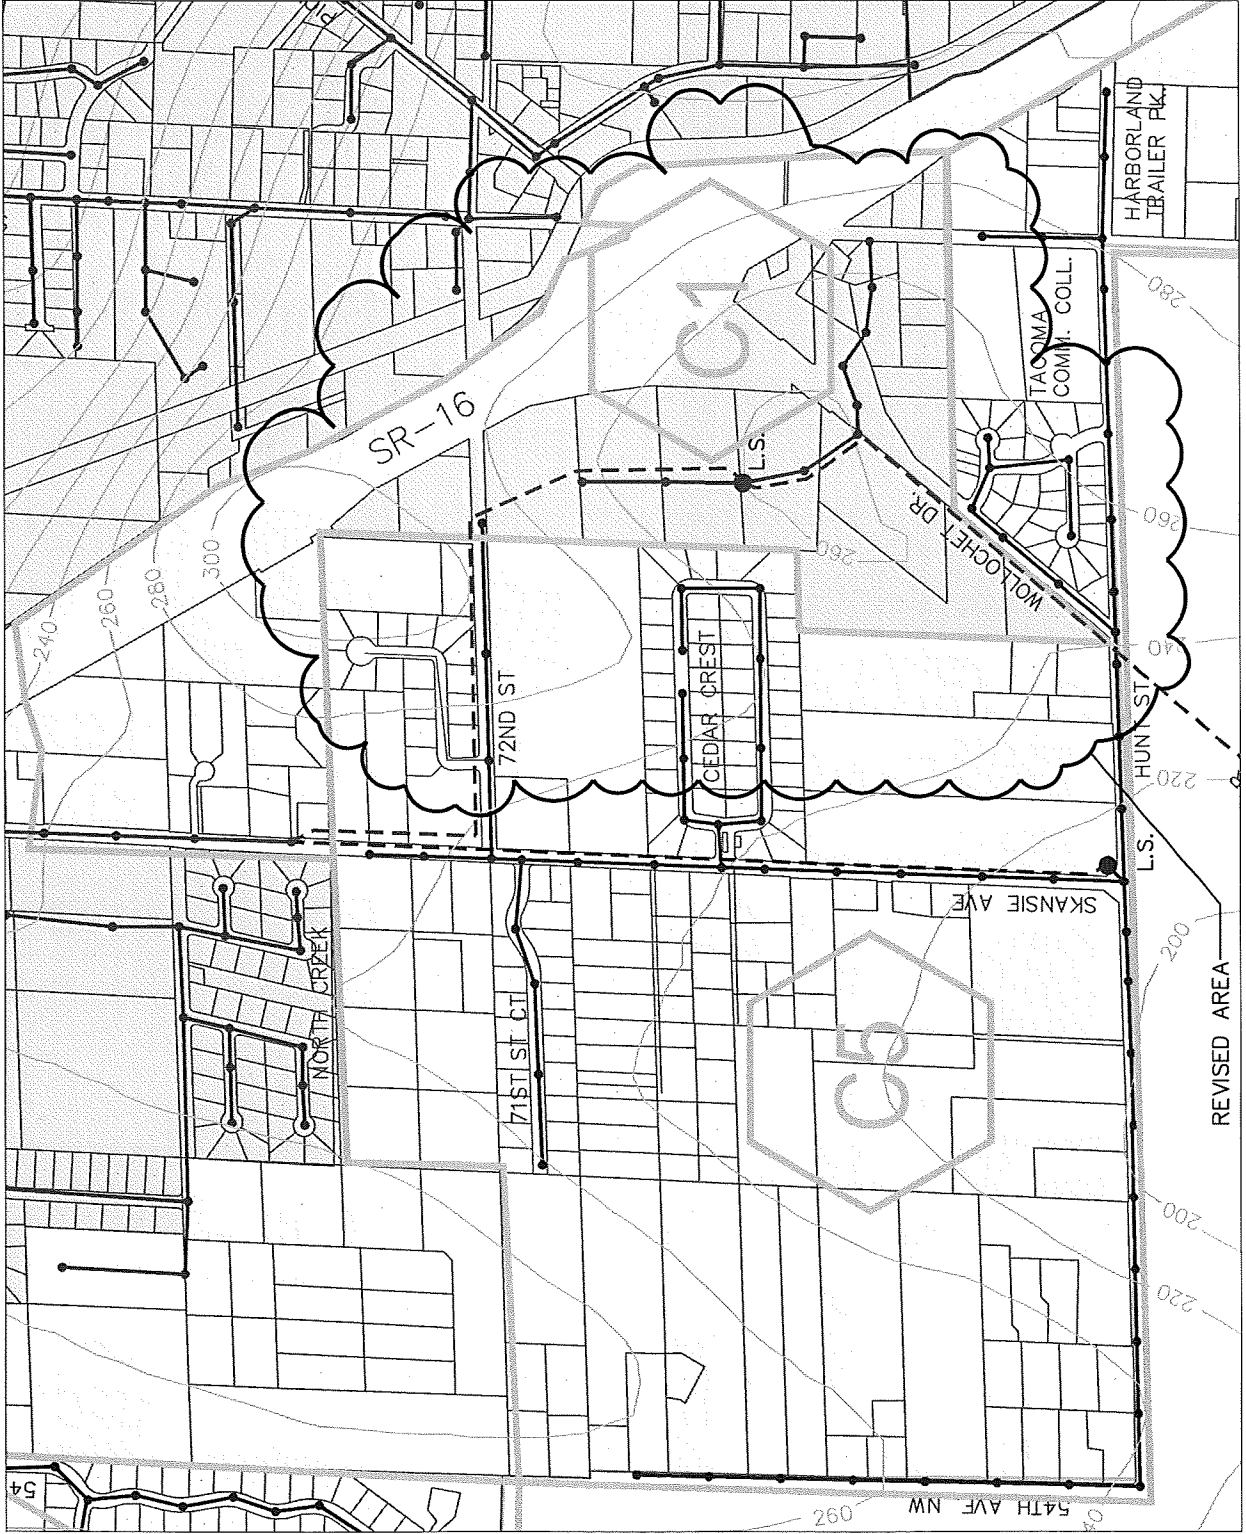 HARBORLAND
TRAILER PK.
280
C1
TACOMA
COMM. COLL.
SR-16
L.S.
WOLLOCHET DR.
260
260
300
280
260
240
72ND ST
CEDAR CREST
240
HUNT ST
220
L.S.
SKANSIE AVE
NORTH CREEK
71ST ST CT
C5
200
REVISED AREA
200
220
54
54TH AVE NW
260